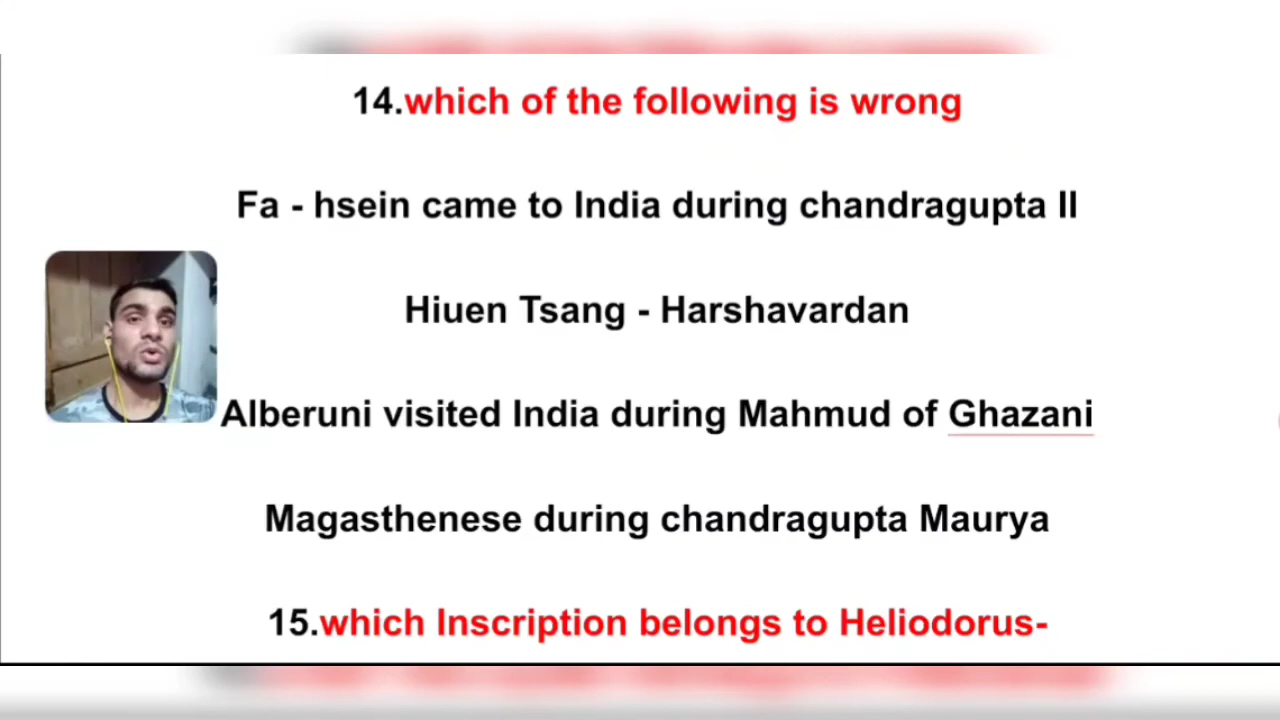 14.which of the following is wrong
Fa - hsein came to India during chandragupta II
Hiuen Tsang - Harshavardan
Alberuni visited India during Mahmud of Ghazani
Magasthenese during chandragupta Maurya
15.which Inscription belongs to Heliodorus-